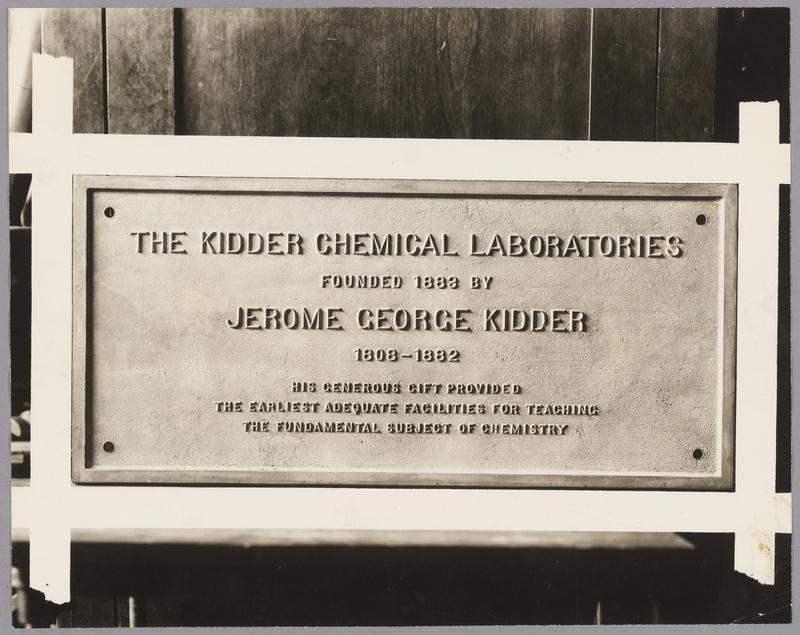 THE KIDDER CHEMICAL LABORATORIES
FOUNDED 1883 BY
JEROME GEORGE KIDDER
1808-1882
HIS GENEROUS GIFT PROVIDED
THE EARLIEST ADEQUATE FACILITIES FOR TEACHING
THE FUNDAMENTAL SUBJECT OF CHEMISTRY